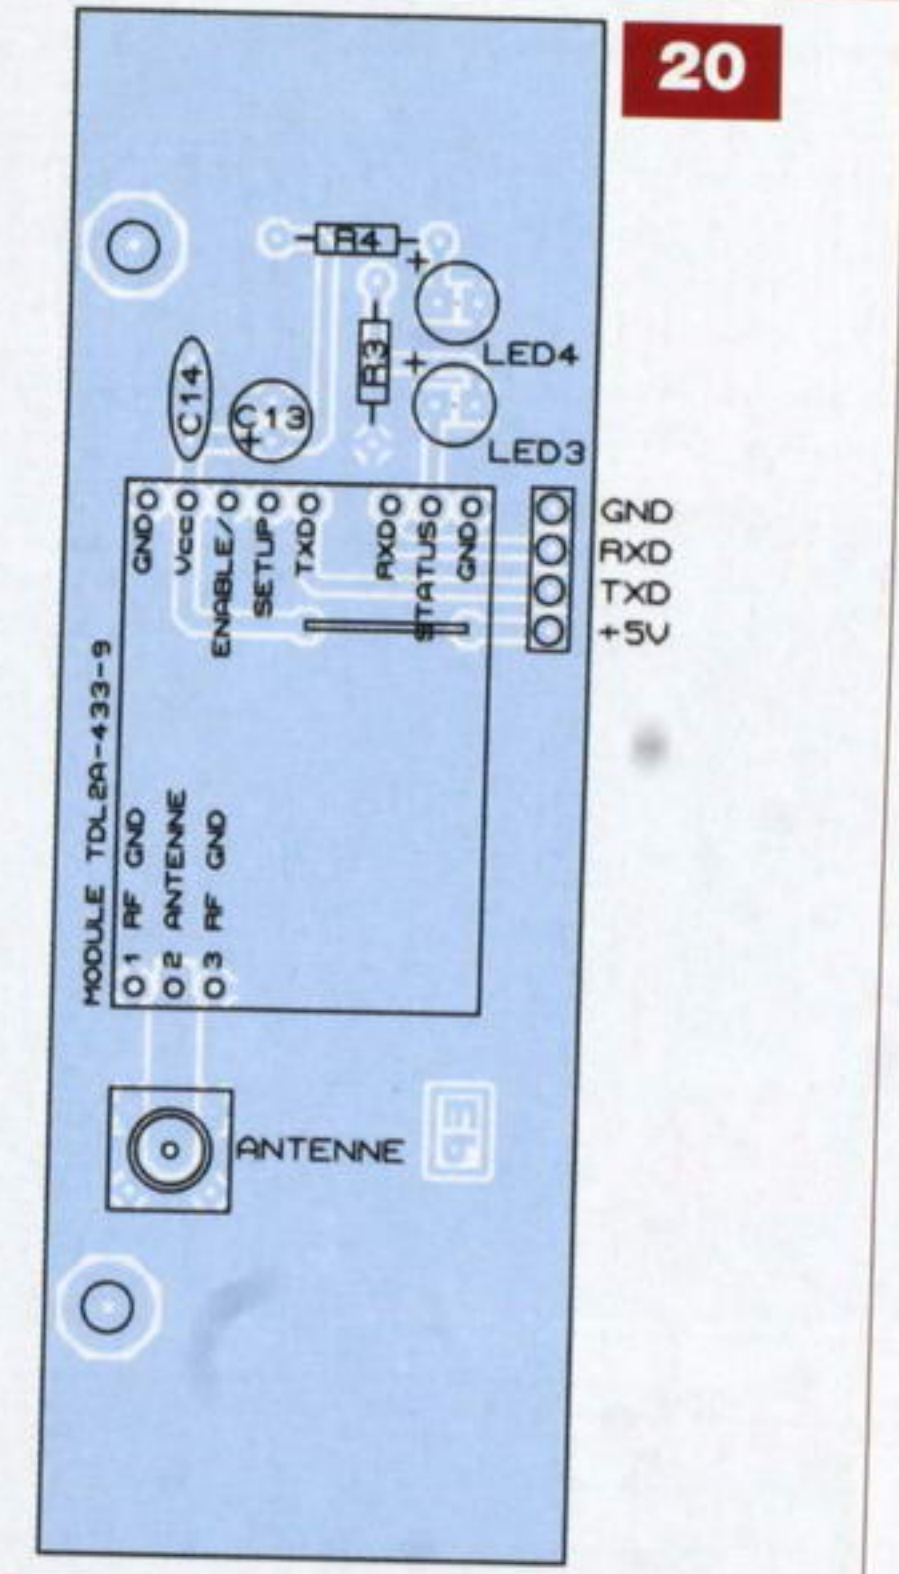 20
R4
LED4
R3
C14
C13
LED3
GND
Vcc
ENABLE/
SETUP
TXD
RXD
STATUS
GND
GND
RXD
TXD
+5V
MODULE TDL2A-433-9
1 RF GND
2 ANTENNE
3 RF GND
ANTENNE